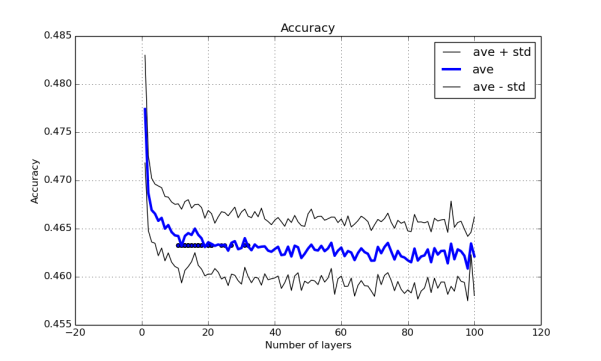 Accuracy
0.485
0.480
0.475
0.470
0.465
0.460
0.455
Accuracy
ave + std
ave
ave - std
−20
0
20
40
60
80
100
120
Number of layers